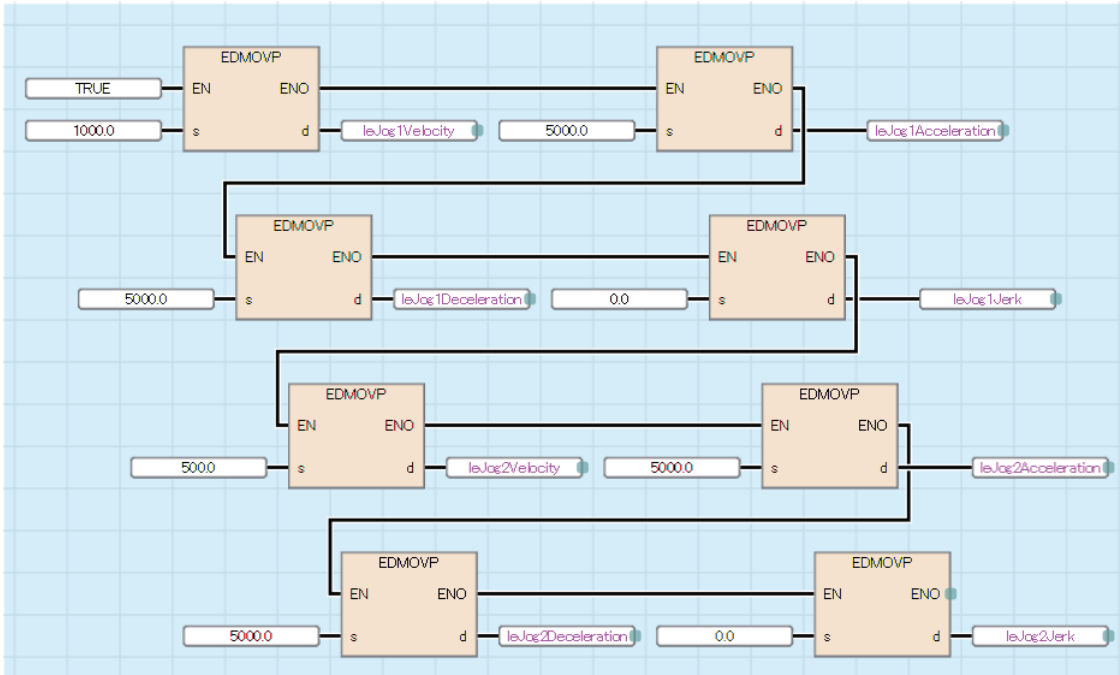 EDMOVP EDMOVP
TRUE EN ENO EN ENO
1000.0 s d leJog1Velocity 5000.0 s d leJog1Acceleration
EDMOVP EDMOVP
EN ENO EN ENO
5000.0 s d leJog1Deceleration 0.0 s d leJog1Jerk
EDMOVP EDMOVP
EN ENO EN ENO
500.0 s d leJog2Velocity 5000.0 s d leJog2Acceleration
EDMOVP EDMOVP
EN ENO EN ENO
5000.0 s d leJog2Deceleration 0.0 s d leJog2Jerk